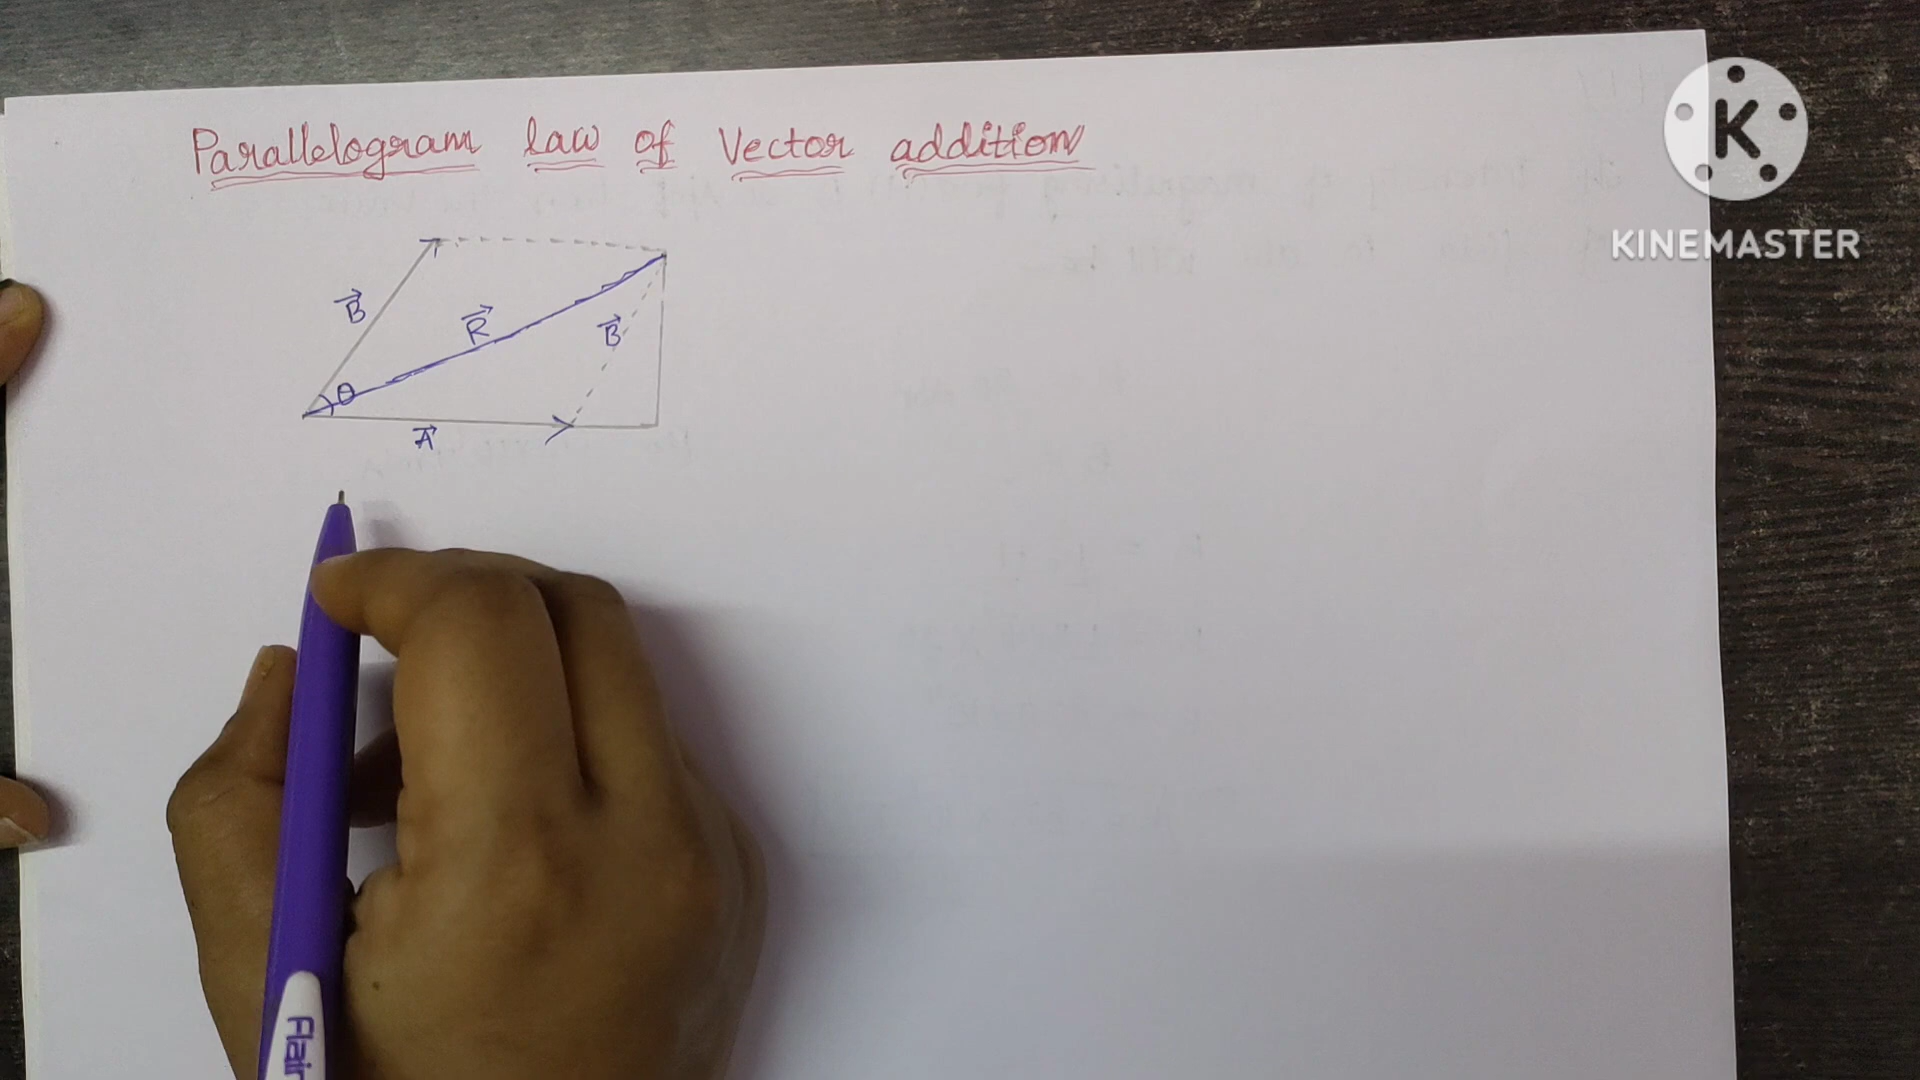 Parallelogram law of Vector addition
K
KINEMASTER
B⃗
R⃗
B⃗
θ
A⃗
Flair